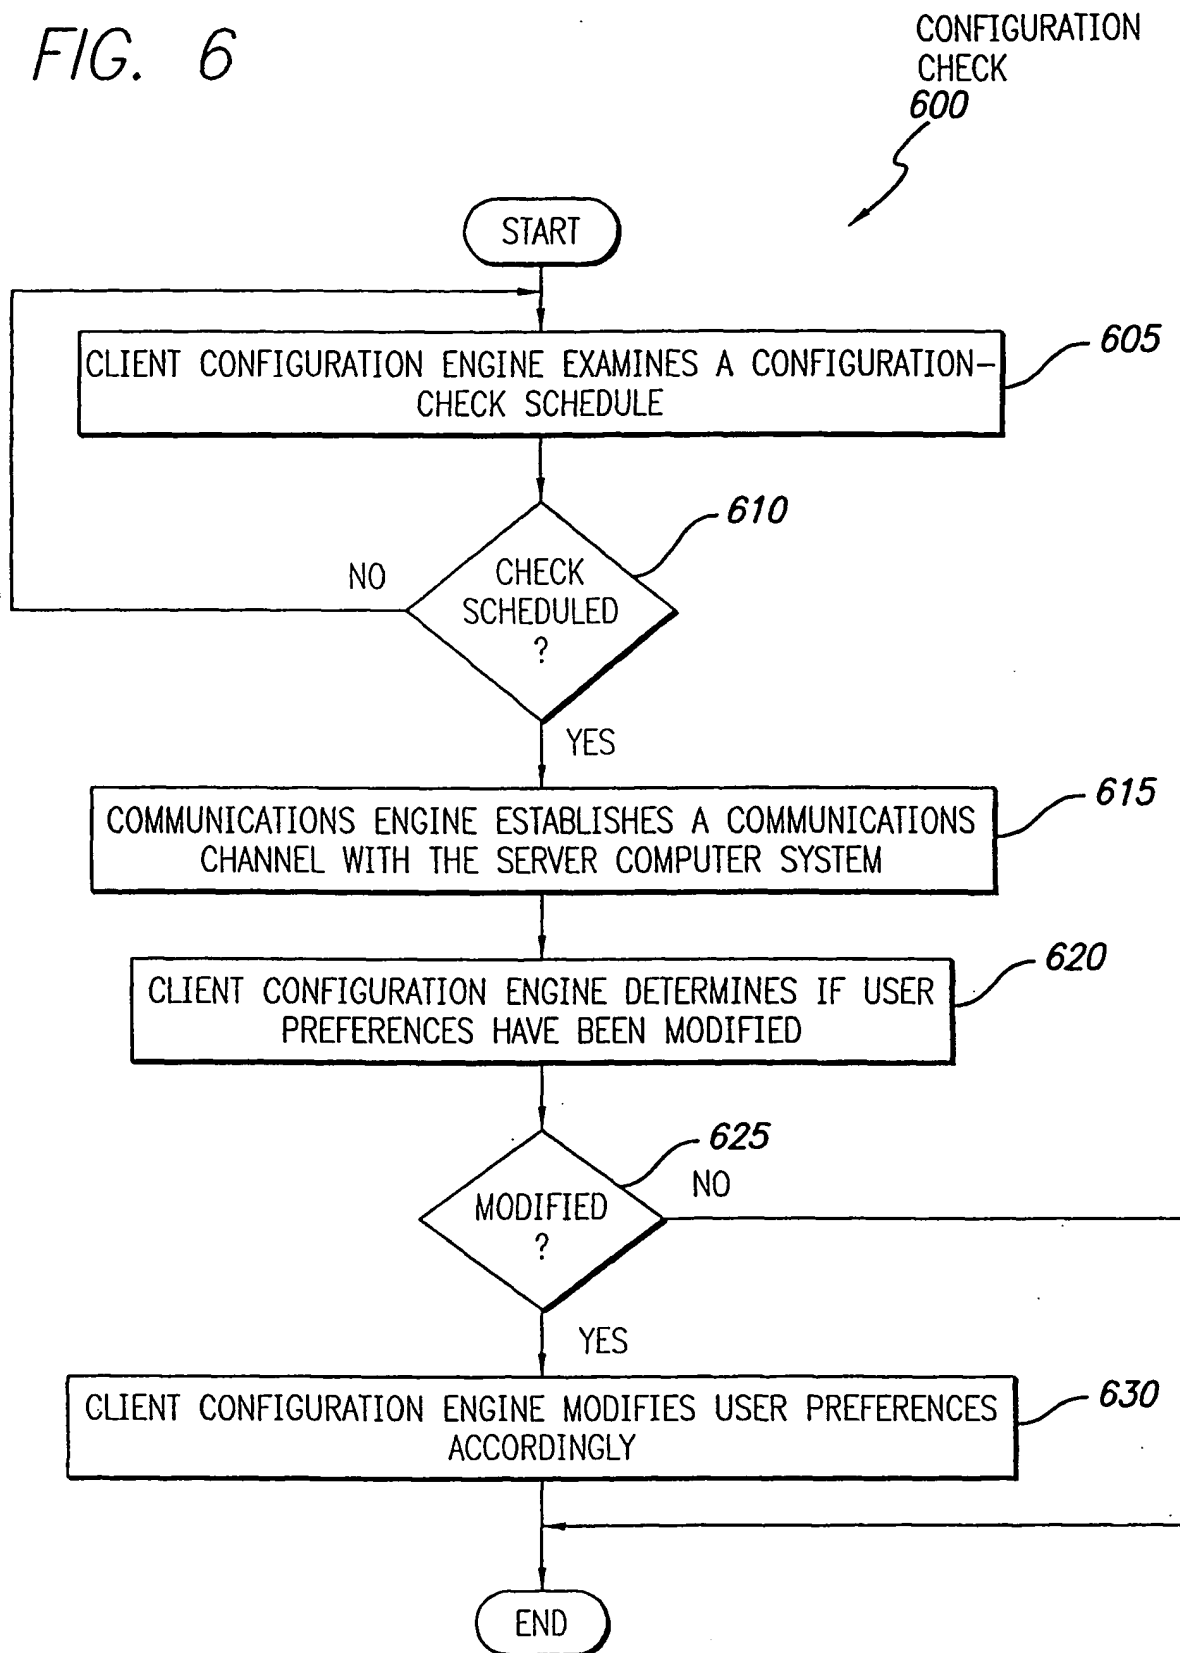 FIG. 6
CONFIGURATION
CHECK
600
START
CLIENT CONFIGURATION ENGINE EXAMINES A CONFIGURATION-
CHECK SCHEDULE
605
CHECK
SCHEDULED
?
610
NO
YES
COMMUNICATIONS ENGINE ESTABLISHES A COMMUNICATIONS
CHANNEL WITH THE SERVER COMPUTER SYSTEM
615
CLIENT CONFIGURATION ENGINE DETERMINES IF USER
PREFERENCES HAVE BEEN MODIFIED
620
MODIFIED
?
625
NO
YES
CLIENT CONFIGURATION ENGINE MODIFIES USER PREFERENCES
ACCORDINGLY
630
END